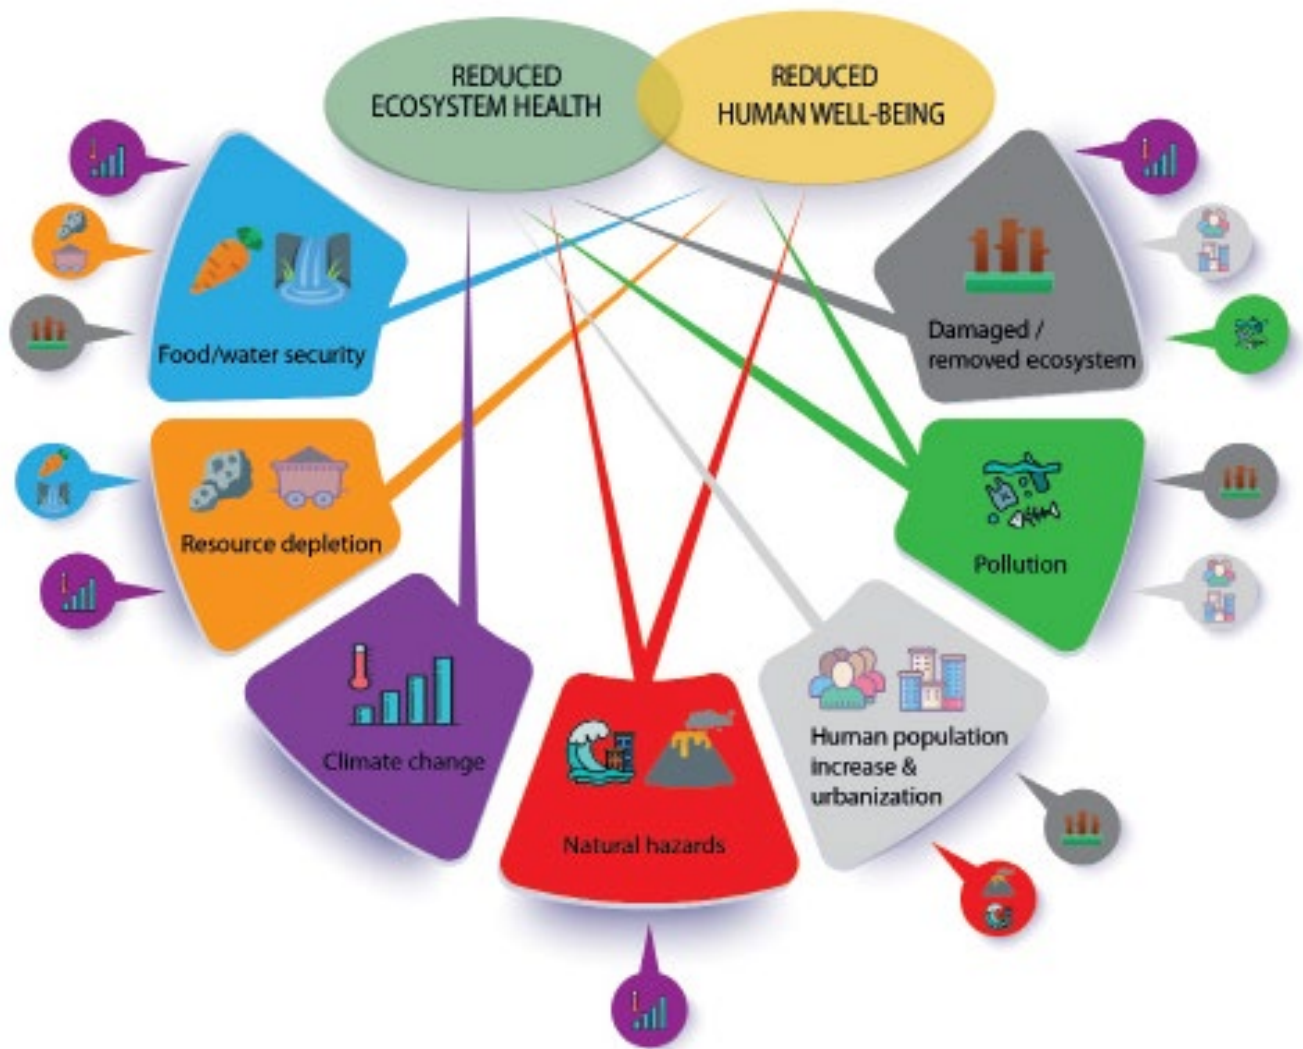 REDUCED
ECOSYSTEM HEALTH
REDUCED
HUMAN WELL-BEING
Food/water security
Damaged /
removed ecosystem
Resource depletion
Pollution
Climate change
Human population
increase &
urbanization
Natural hazards